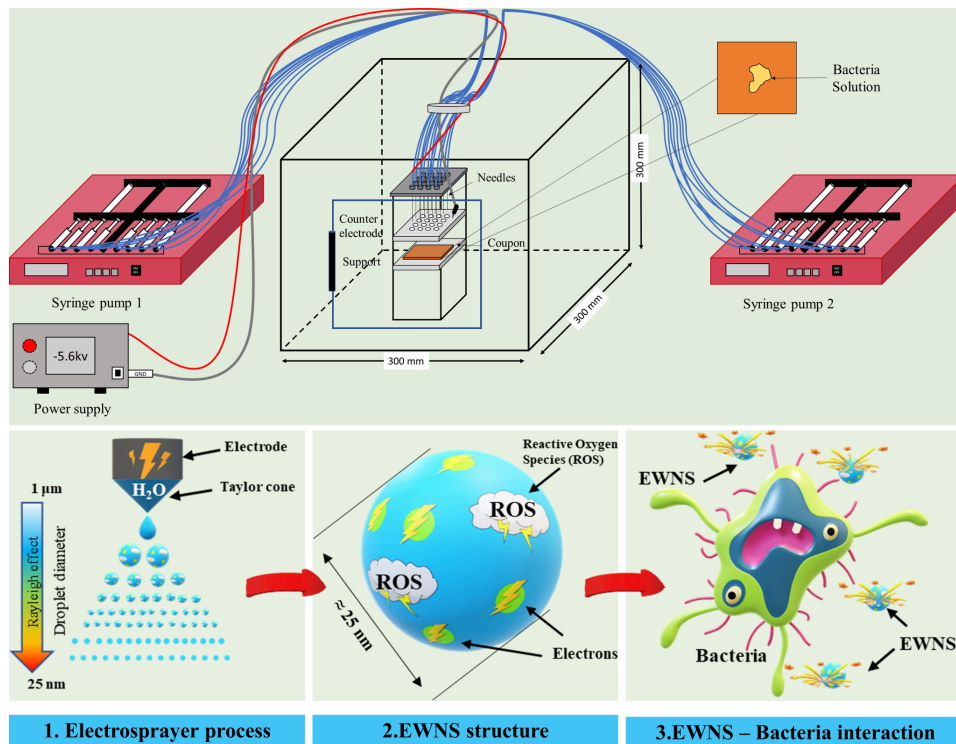 Bacteria
Solution
300 mm
Needles
Counter
electrode
Coupon
Support
Syringe pump 1
Syringe pump 2
300 mm
300 mm
-5.6kv
GND
Power supply
Electrode
H₂O
Taylor cone
1 μm
Rayleigh effect
Droplet diameter
25 nm
Reactive Oxygen
Species (ROS)
ROS
ROS
≈ 25 nm
Electrons
EWNS
EWNS
Bacteria
EWNS
1. Electrosprayer process
2.EWNS structure
3.EWNS – Bacteria interaction